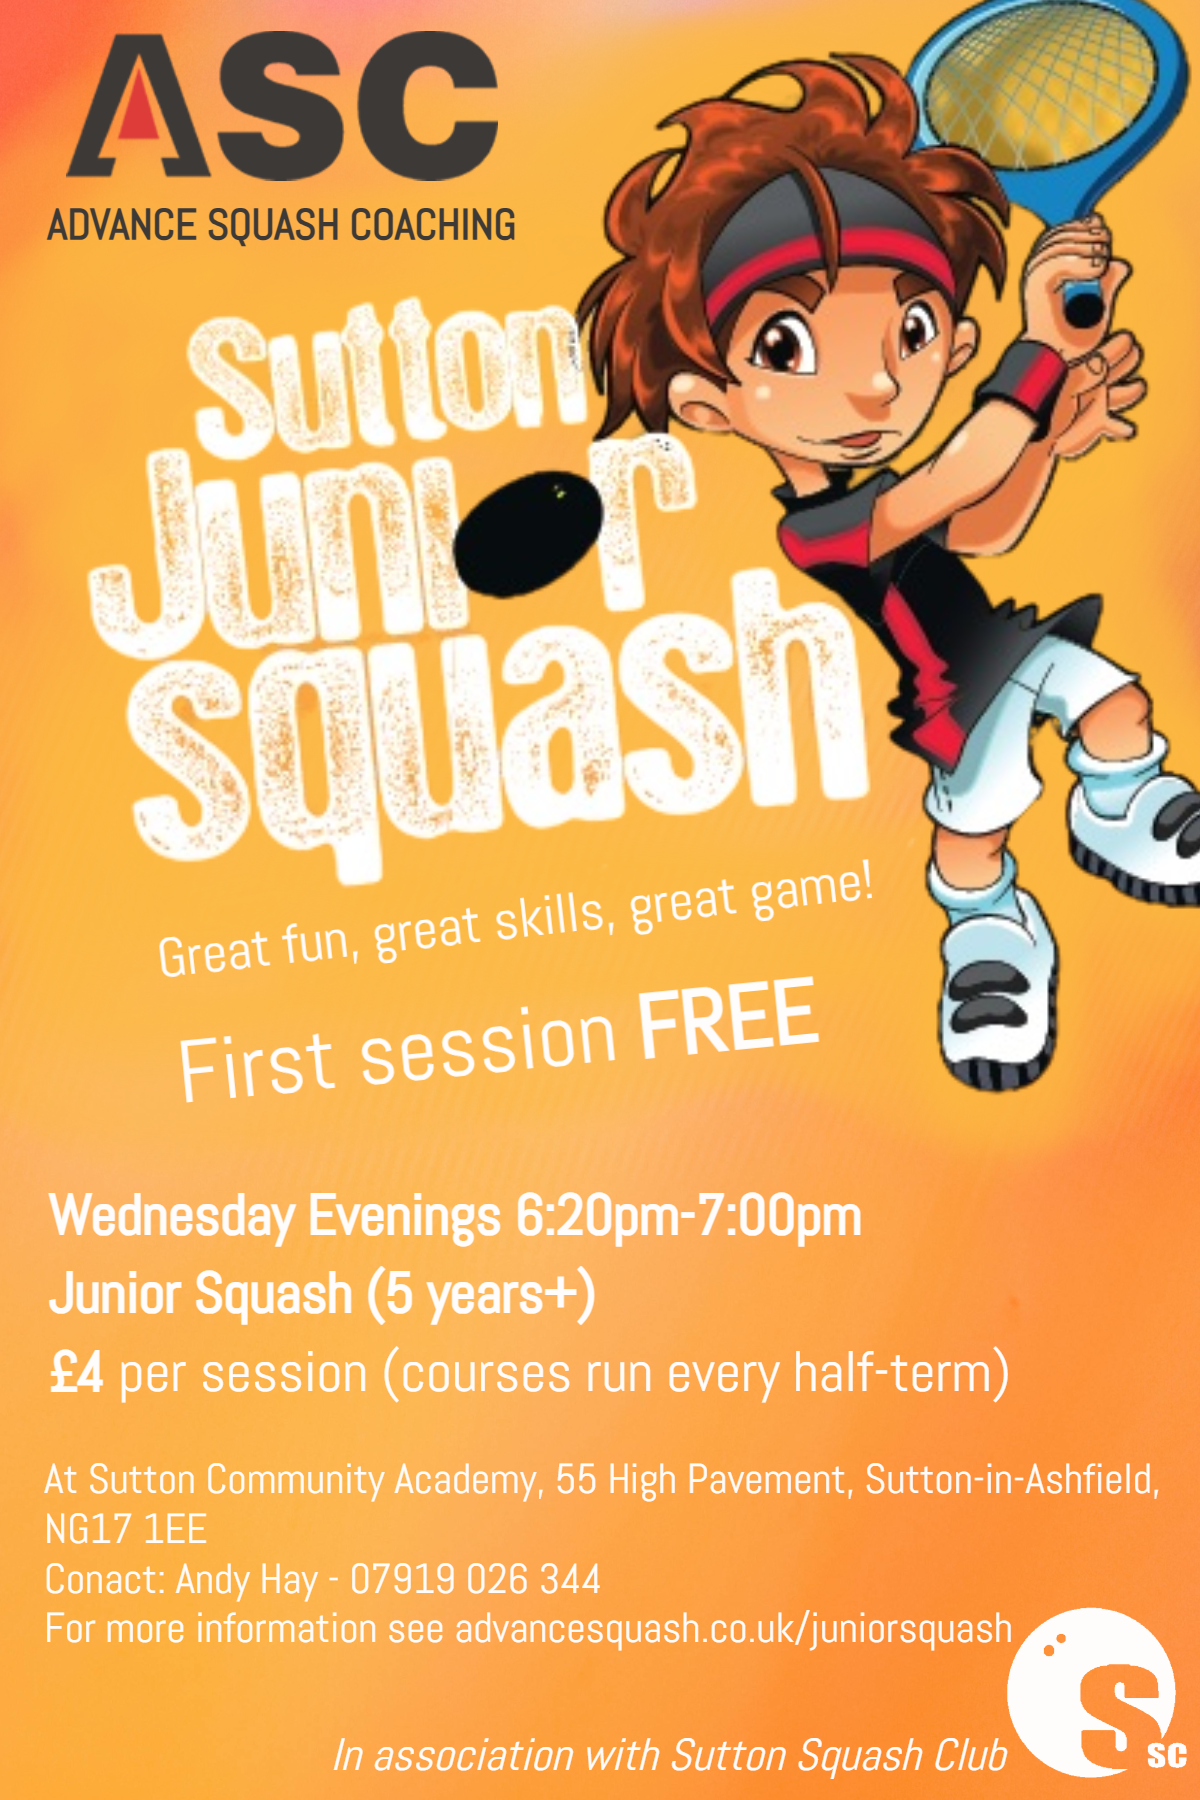 ASC
ADVANCE SQUASH COACHING
Sutton
Junior
Squash
Great fun, great skills, great game!
First session FREE
Wednesday Evenings 6:20pm-7:00pm
Junior Squash (5 years+)
£4 per session (courses run every half-term)
At Sutton Community Academy, 55 High Pavement, Sutton-in-Ashfield,
NG17 1EE
Conact: Andy Hay - 07919 026 344
For more information see advancesquash.co.uk/juniorsquash
In association with Sutton Squash Club
S
SC